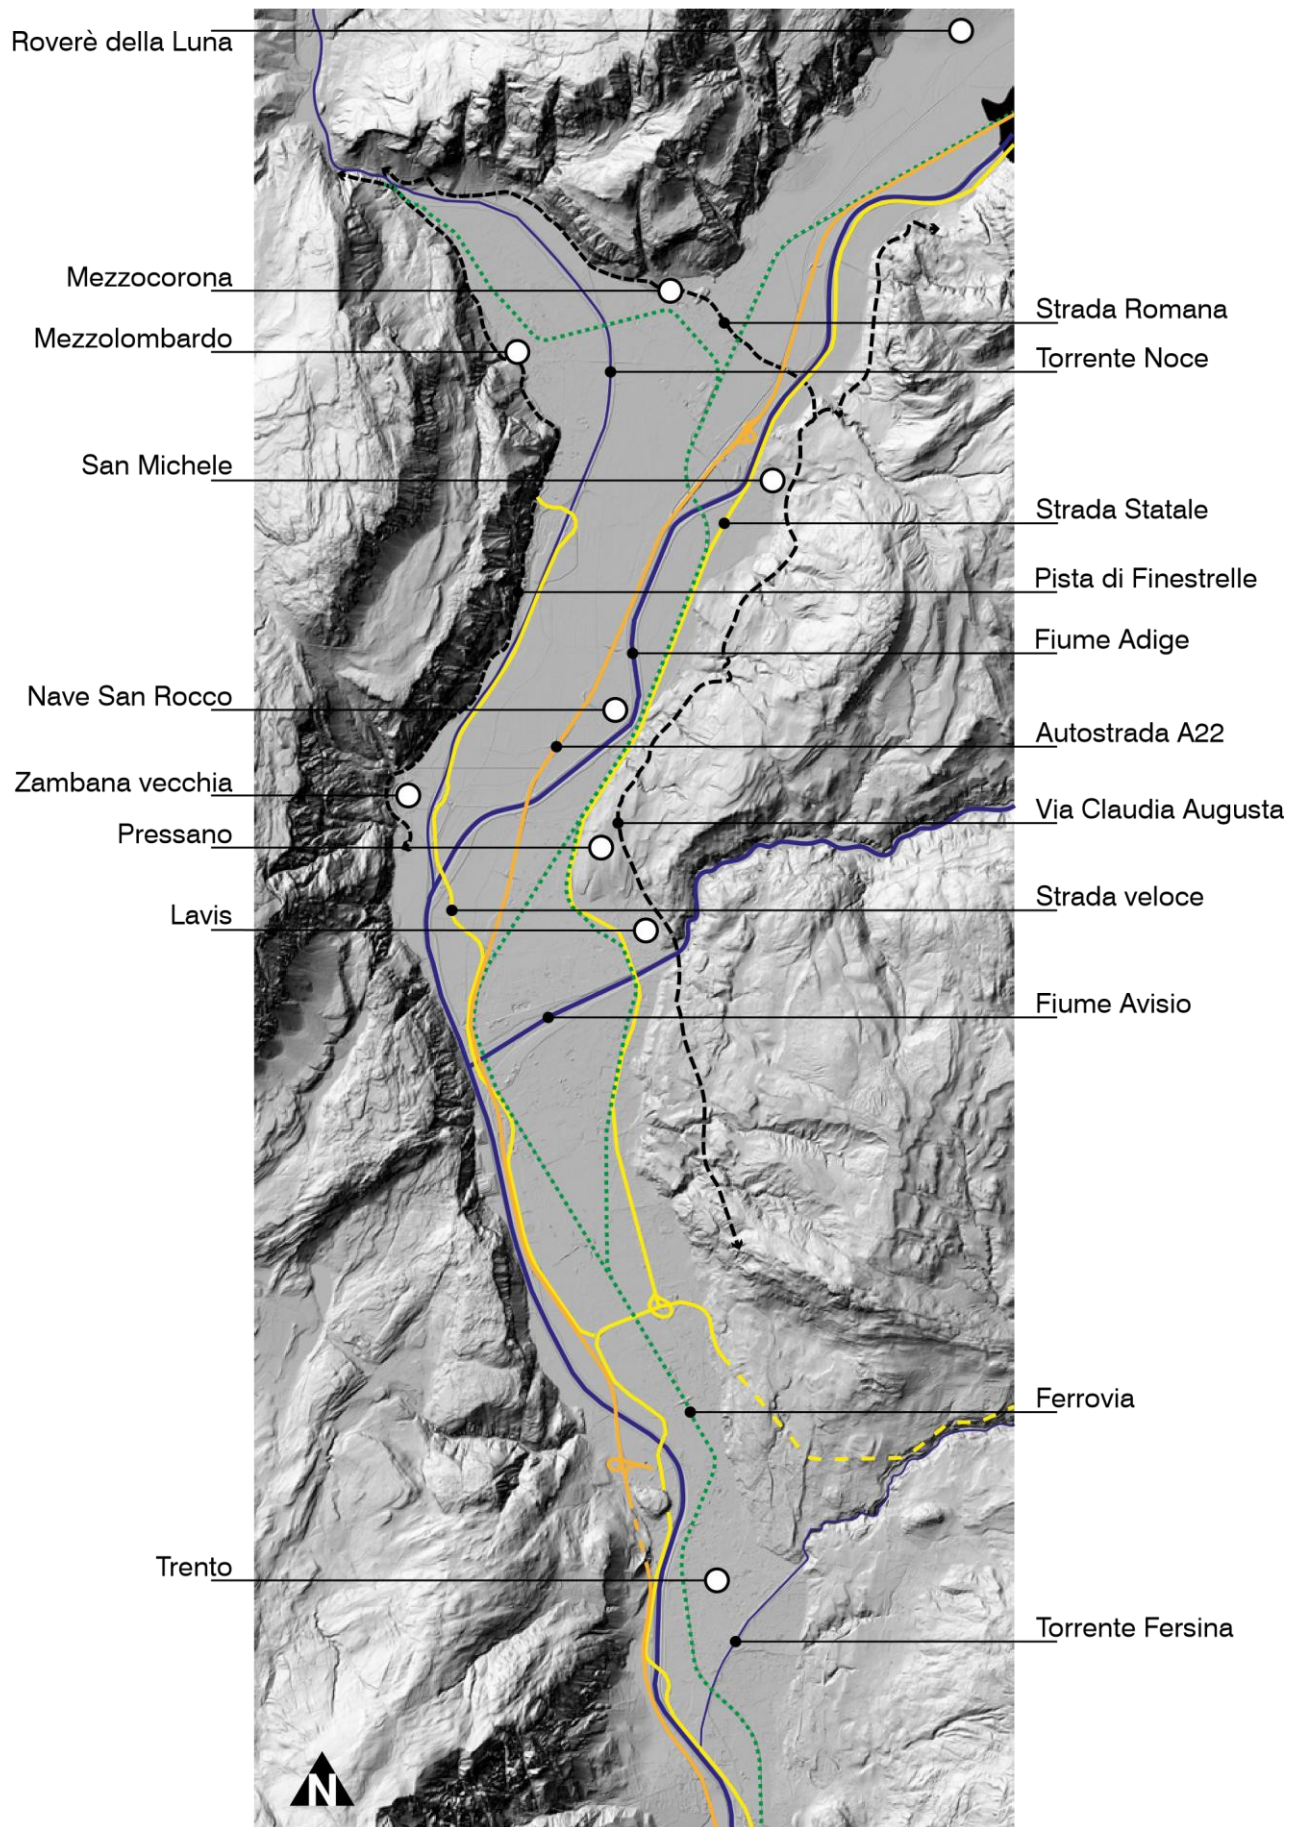 Roverè della Luna
Mezzocorona
Mezzolombardo
San Michele
Nave San Rocco
Zambana vecchia
Pressano
Lavis
Trento
Strada Romana
Torrente Noce
Strada Statale
Pista di Finestrelle
Fiume Adige
Autostrada A22
Via Claudia Augusta
Strada veloce
Fiume Avisio
Ferrovia
Torrente Fersina
N